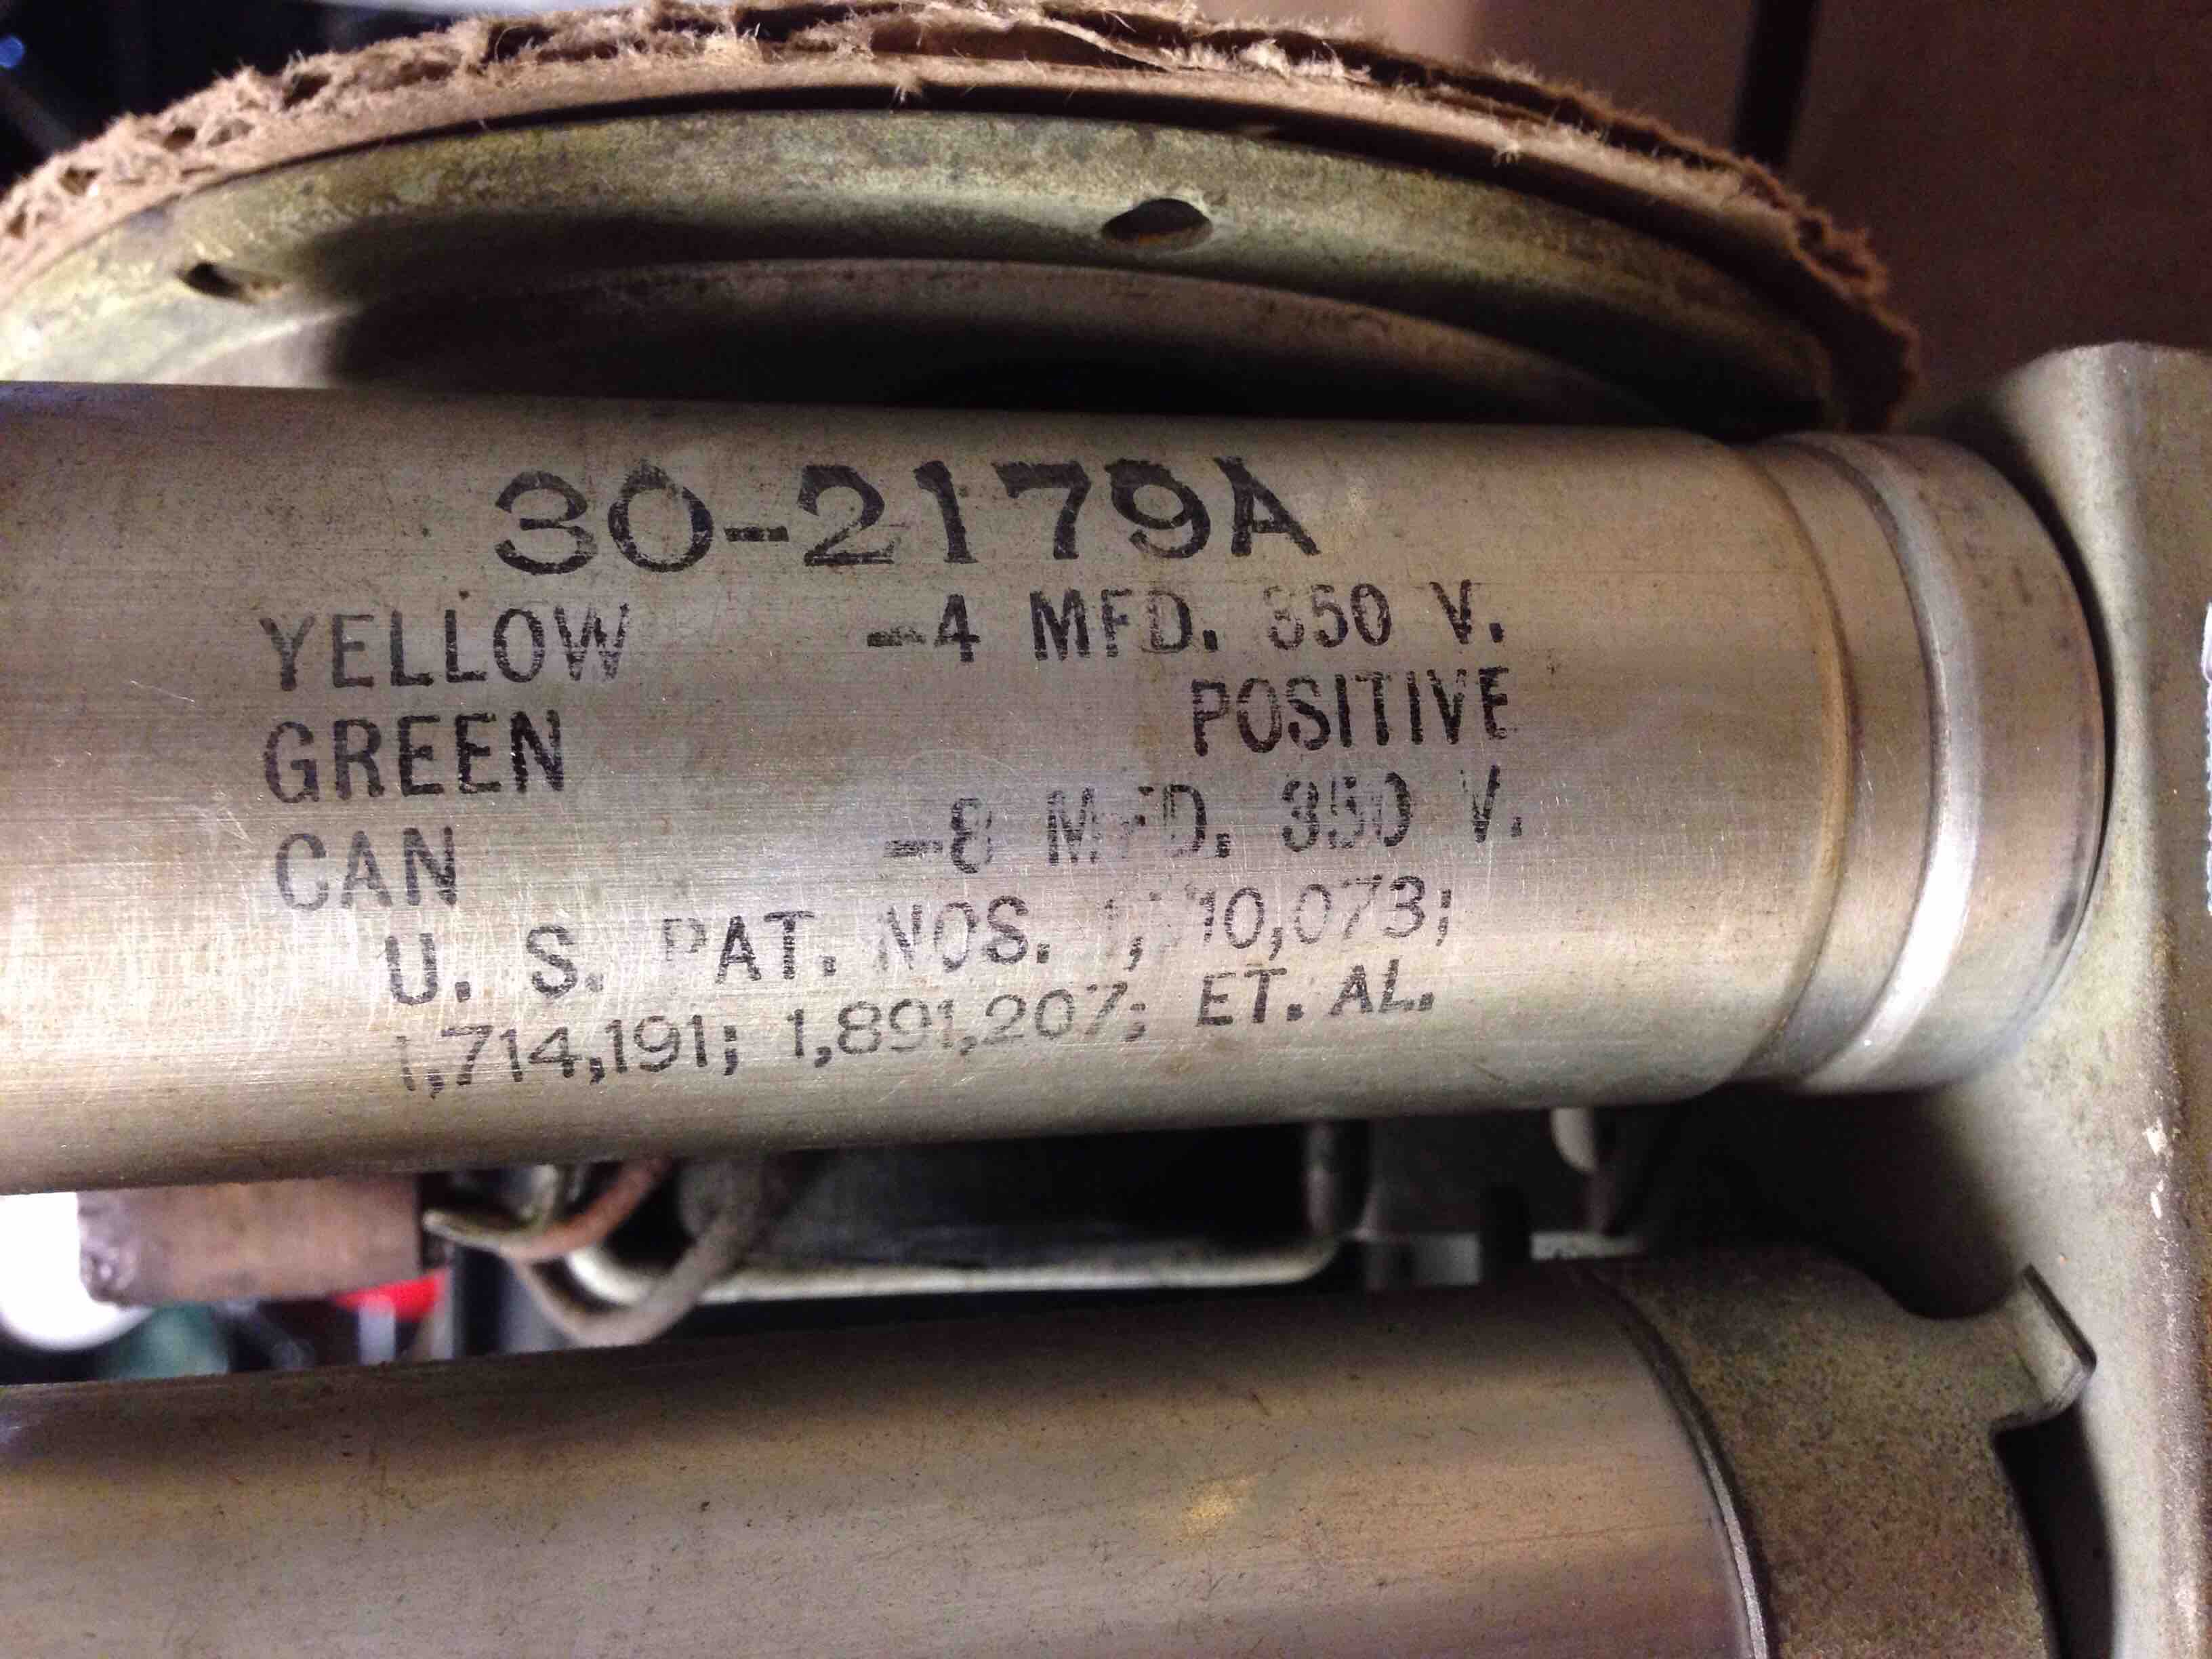 30-2179A
YELLOW -4 MFD. 350 V.
GREEN POSITIVE
CAN -8 MFD. 350 V.
U. S. PAT. NOS.
1,714,191; 1,891,207; ET. AL.